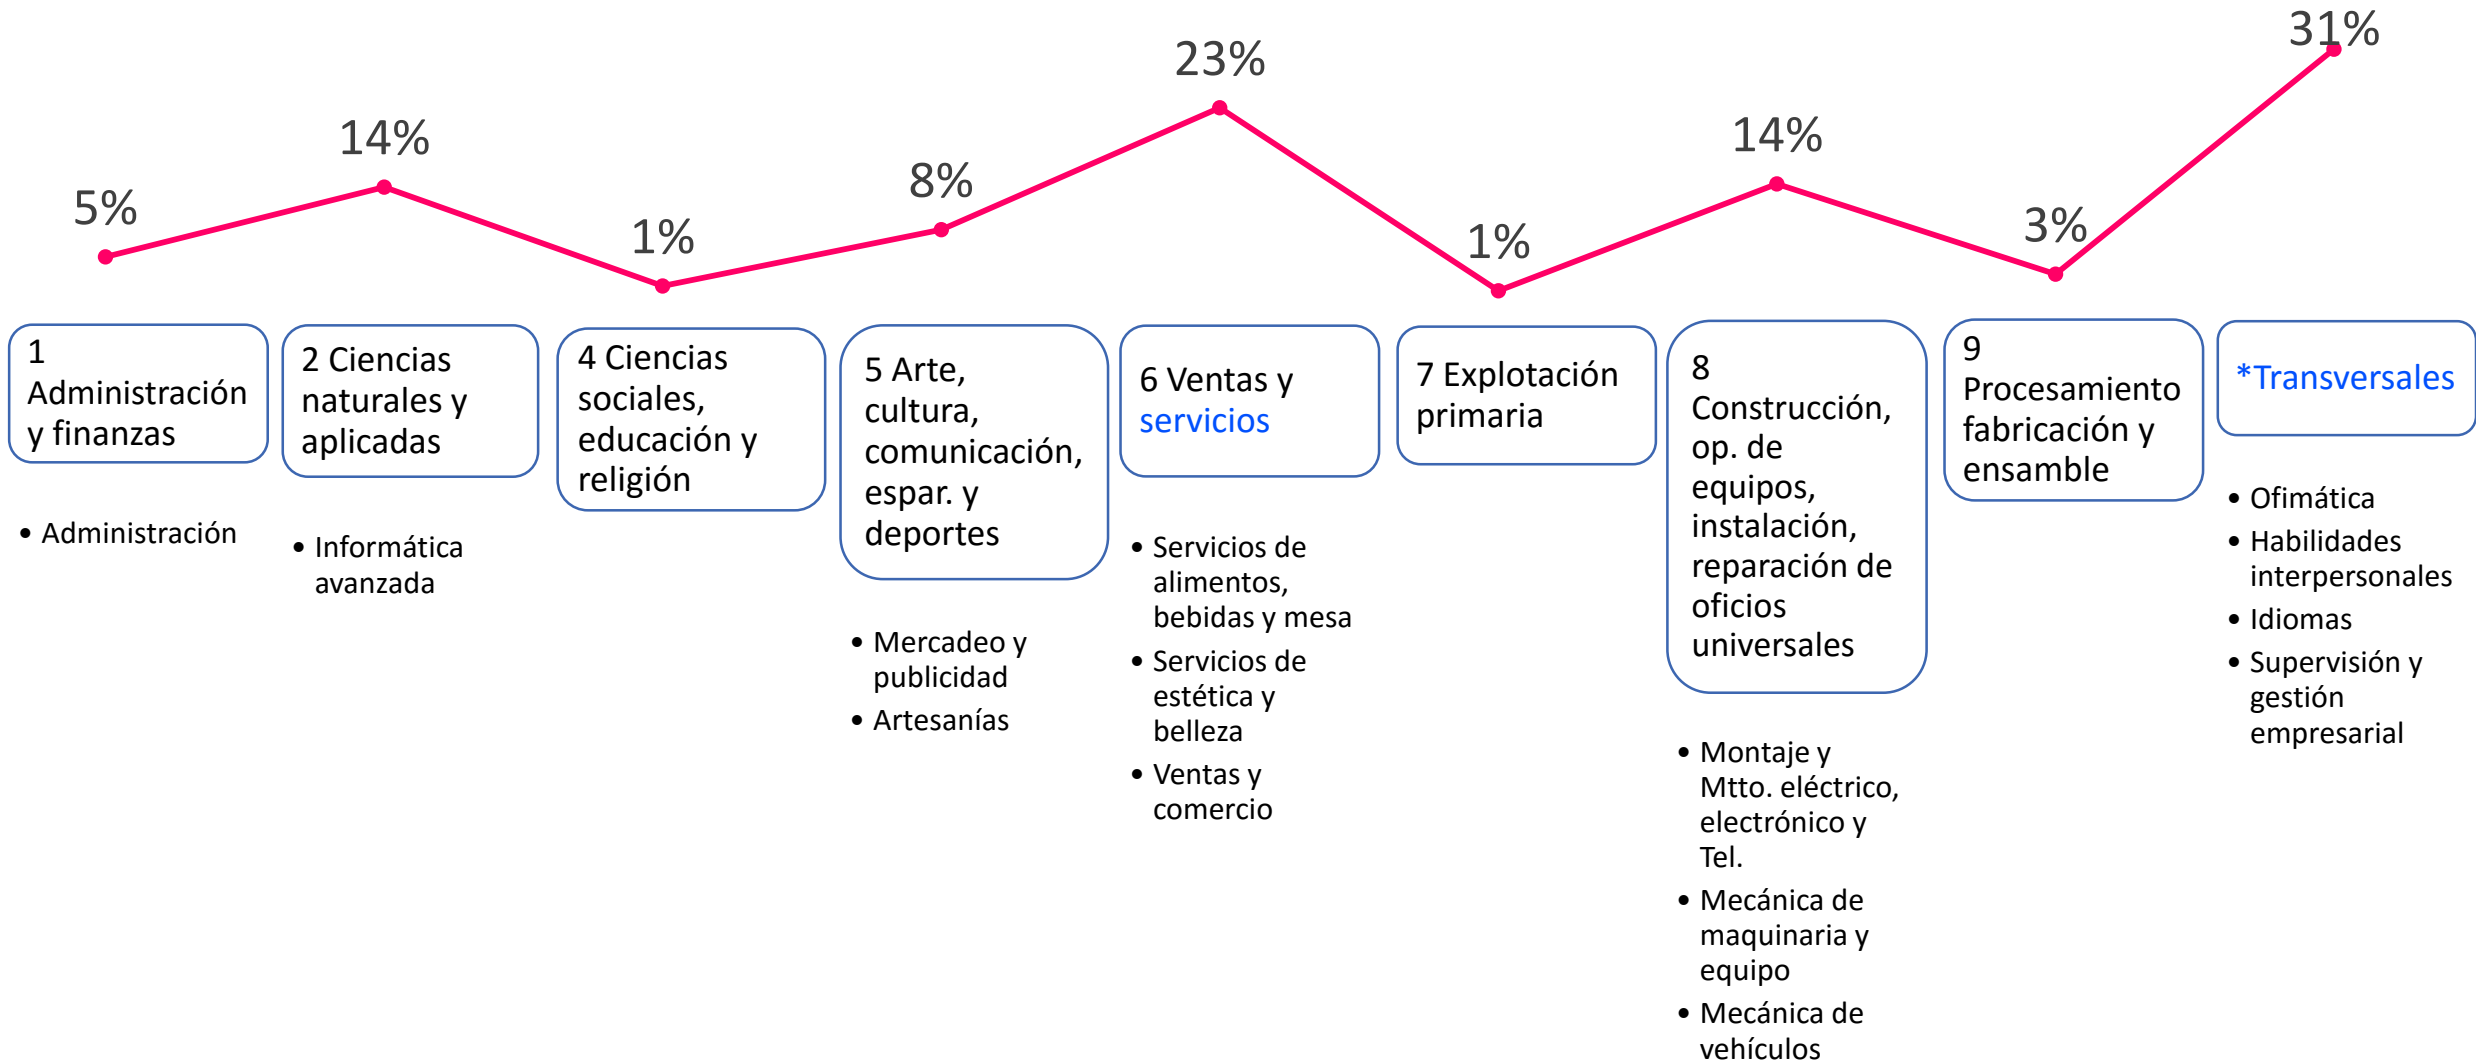 5%
14%
1%
8%
23%
1%
14%
3%
31%
1
Administración
y finanzas
• Administración
2 Ciencias
naturales y
aplicadas
• Informática
avanzada
4 Ciencias
sociales,
educación y
religión
5 Arte,
cultura,
comunicación,
espar. y
deportes
• Mercadeo y
publicidad
• Artesanías
6 Ventas y
servicios
• Servicios de
alimentos,
bebidas y mesa
• Servicios de
estética y
belleza
• Ventas y
comercio
7 Explotación
primaria
8
Construcción,
op. de
equipos,
instalación,
reparación de
oficios
universales
• Montaje y
Mtto. eléctrico,
electrónico y
Tel.
• Mecánica de
maquinaria y
equipo
• Mecánica de
vehículos
9
Procesamiento
fabricación y
ensamble
*Transversales
• Ofimática
• Habilidades
interpersonales
• Idiomas
• Supervisión y
gestión
empresarial